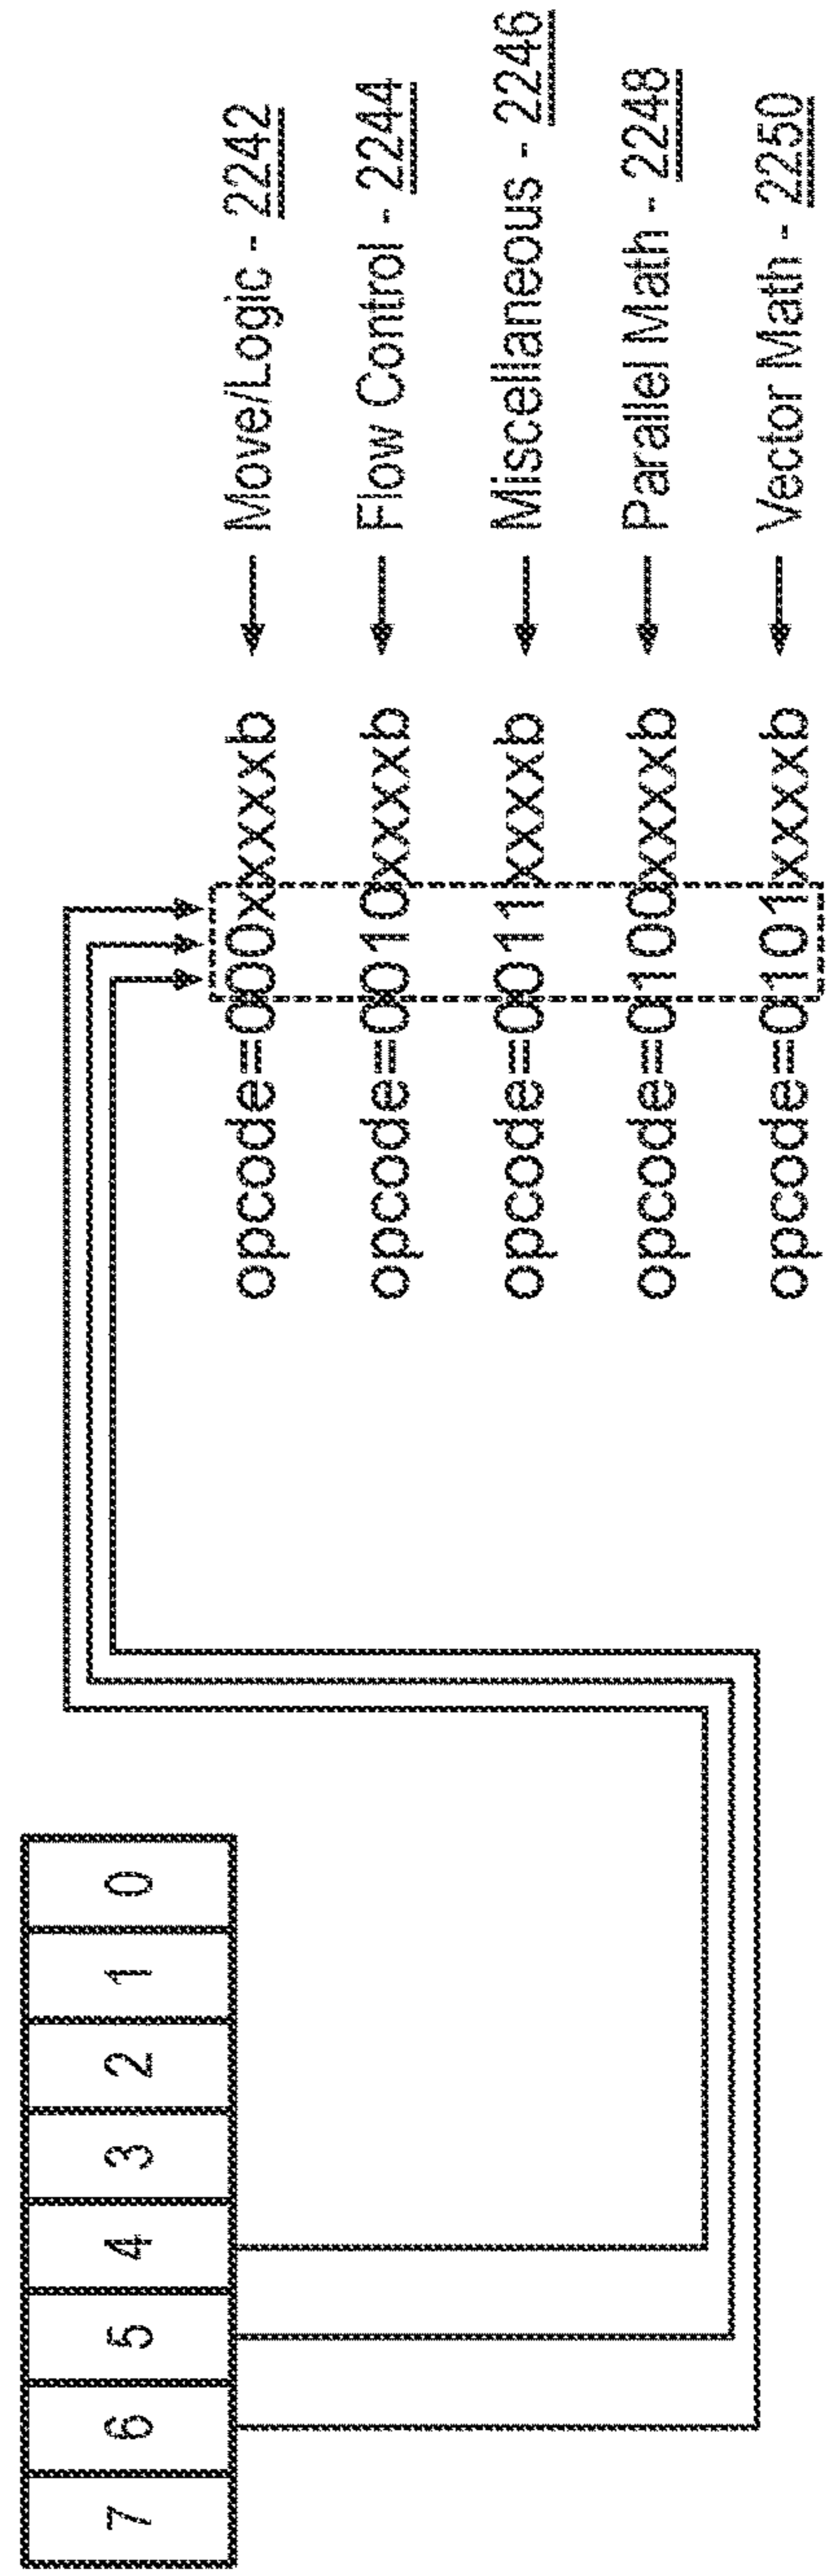 7 6 5 4 3 2 1 0
opcode=000xxxxxb ← Move/Logic - 2242
opcode=0010xxxxb ← Flow Control - 2244
opcode=0011xxxxb ← Miscellaneous - 2246
opcode=0100xxxxb ← Parallel Math - 2248
opcode=0101xxxxb ← Vector Math - 2250